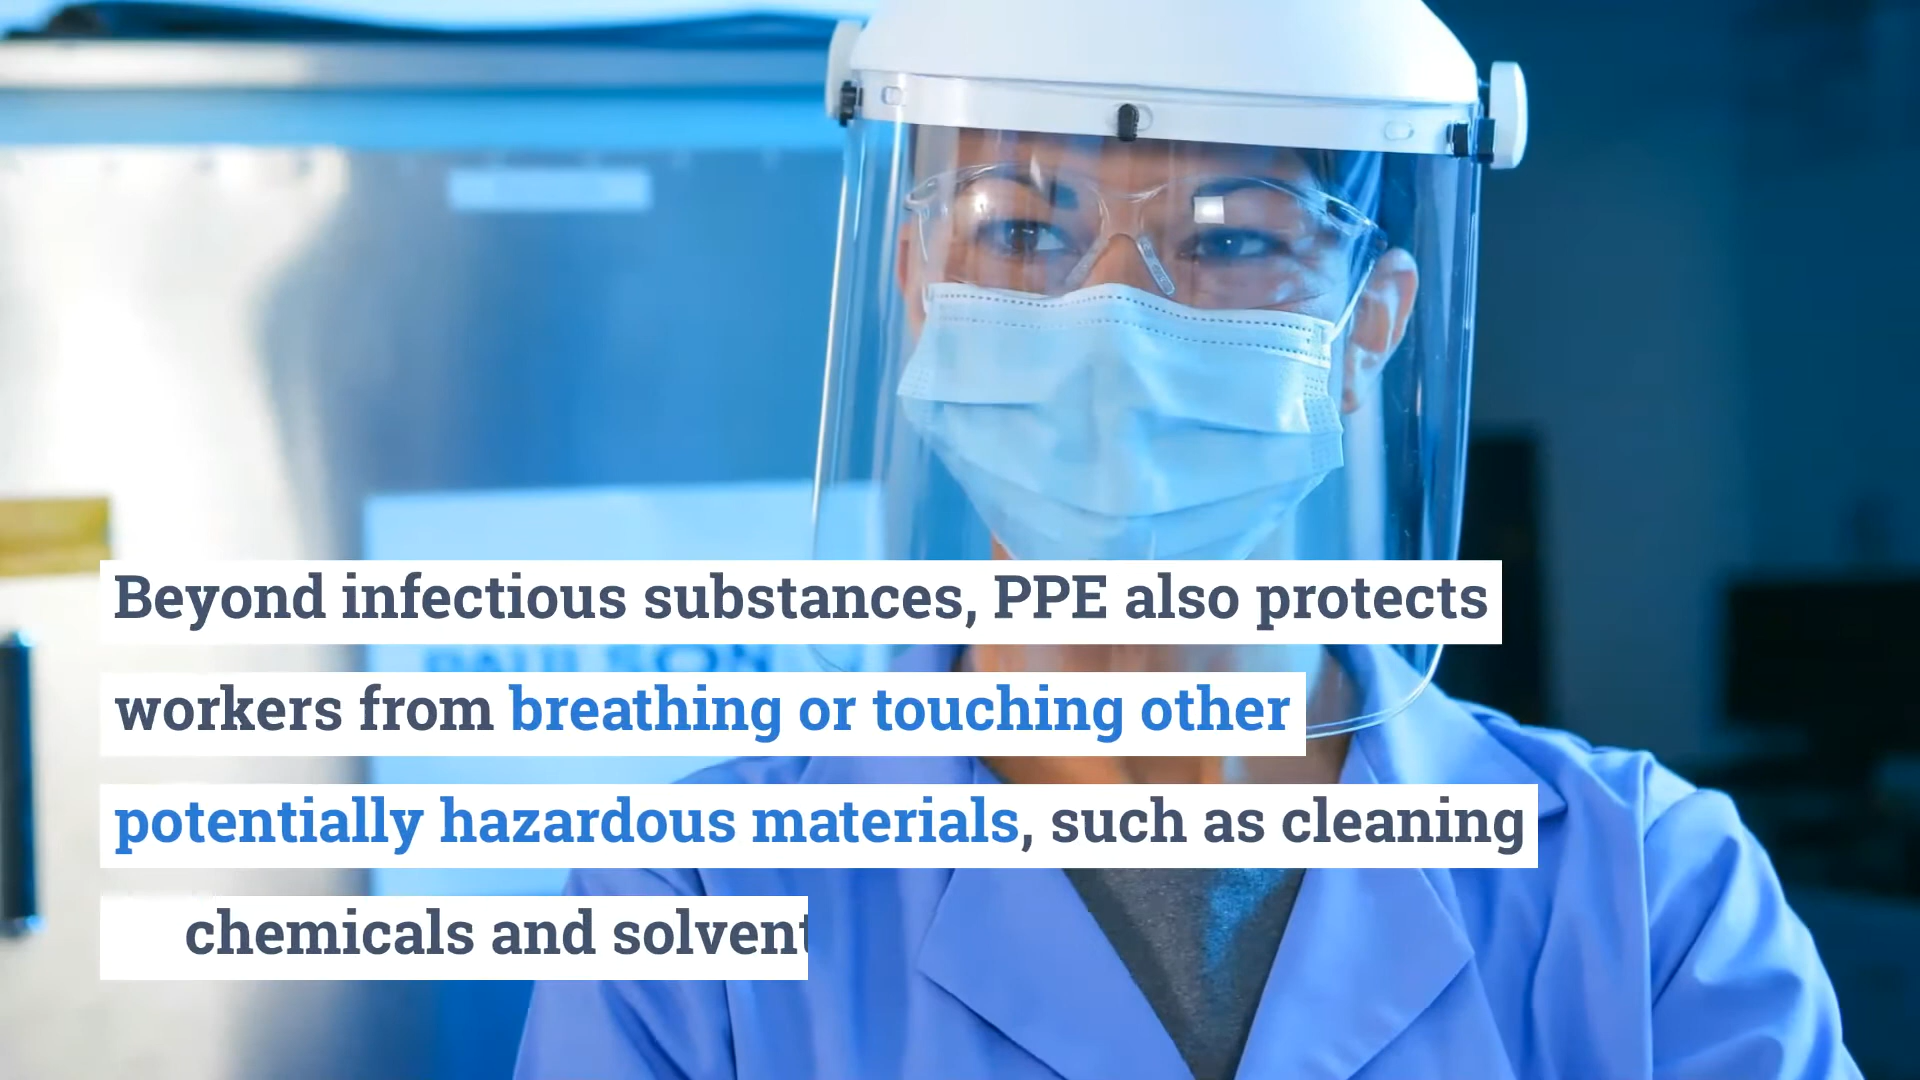 Beyond infectious substances, PPE also protects
workers from breathing or touching other
potentially hazardous materials, such as cleaning
chemicals and solvent